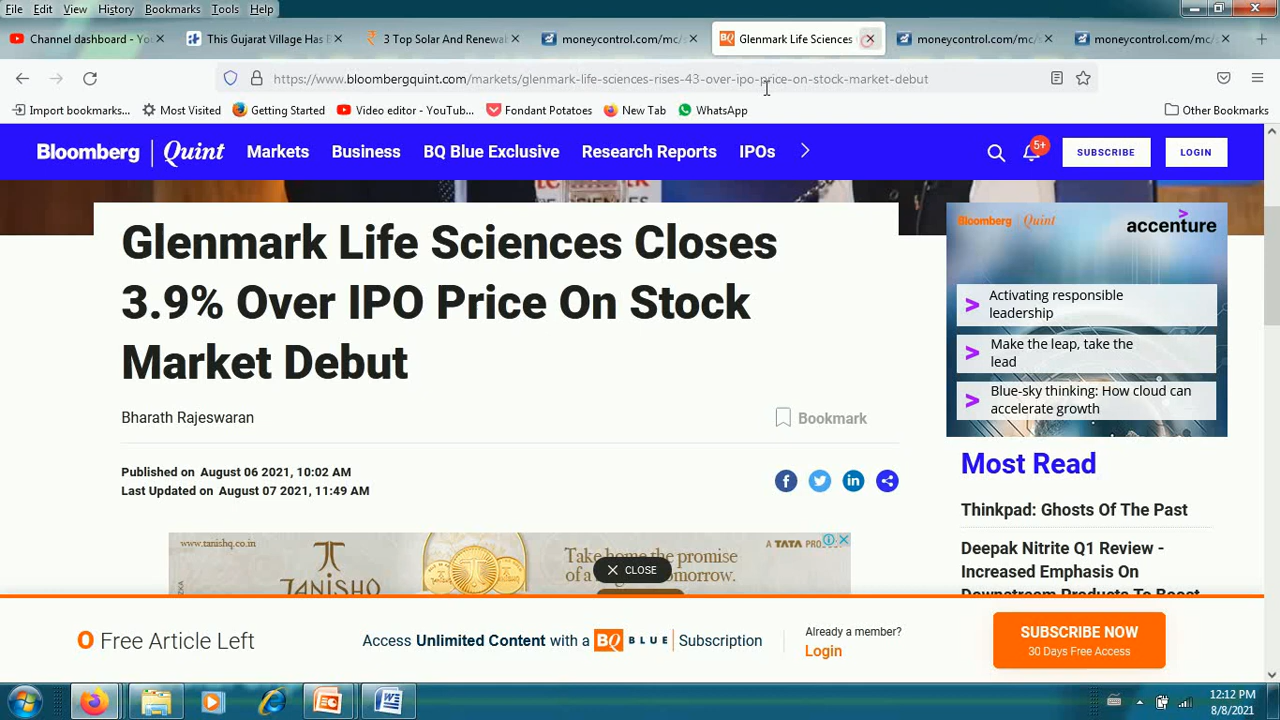 File Edit View History Bookmarks Tools Help
Channel dashboard - Yo
This Gujarat Village Has B
3 Top Solar And Renewab
moneycontrol.com/mc/s
Glenmark Life Sciences
moneycontrol.com/mc/s
moneycontrol.com/mc/s
https://www.bloombergquint.com/markets/glenmark-life-sciences-rises-43-over-ipo-price-on-stock-market-debut
Import bookmarks... Most Visited Getting Started Video editor - YouT... Fondant Potatoes New Tab WhatsApp Other Bookmarks
Bloomberg | Quint Markets Business BQ Blue Exclusive Research Reports IPOs 5+ SUBSCRIBE LOGIN
Glenmark Life Sciences Closes
3.9% Over IPO Price On Stock
Market Debut
Bharath Rajeswaran
Bookmark
Published on August 06 2021, 10:02 AM
Last Updated on August 07 2021, 11:49 AM
www.tanishq.co.in
TANISHQ
Take home the promise
A TATA PRO
CLOSE
Bloomberg Quint
accenture
Activating responsible
leadership
Make the leap, take the
lead
Blue-sky thinking: How cloud can
accelerate growth
Most Read
Thinkpad: Ghosts Of The Past
Deepak Nitrite Q1 Review -
Increased Emphasis On
Downstream Products To Boost
0 Free Article Left
Access Unlimited Content with a BQ BLUE Subscription
Already a member?
Login
SUBSCRIBE NOW
30 Days Free Access
12:12 PM
8/8/2021